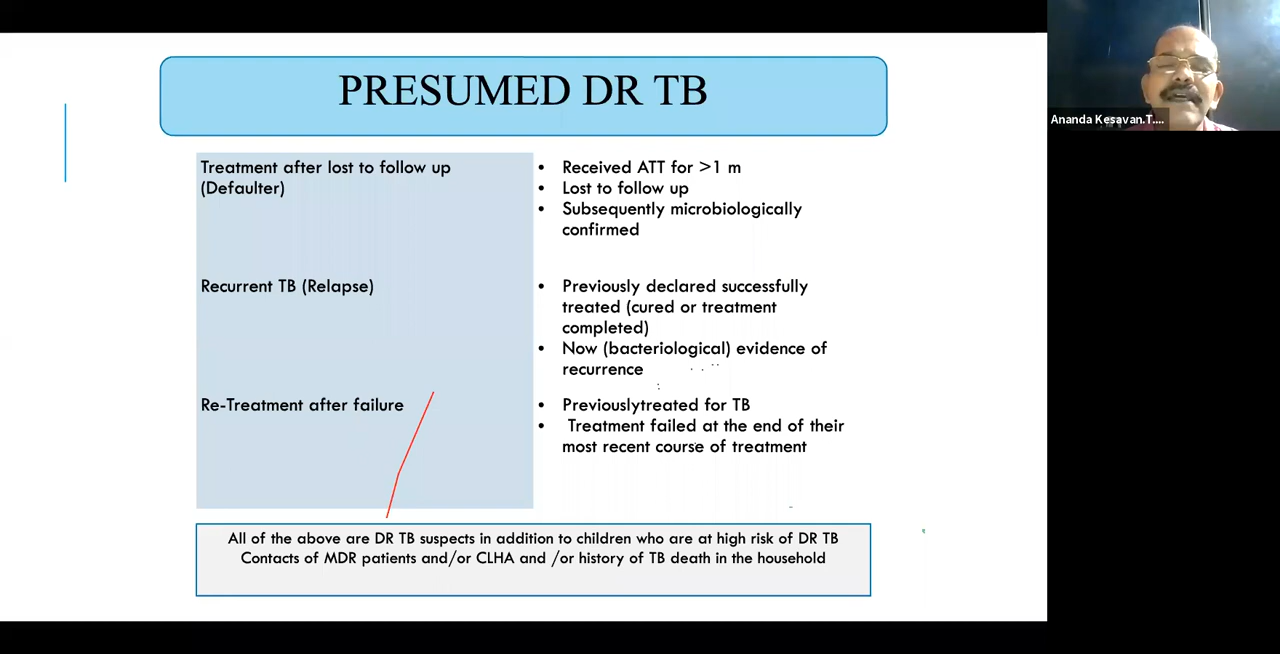 PRESUMED DR TB
Treatment after lost to follow up
(Defaulter)
• Received ATT for >1 m
• Lost to follow up
• Subsequently microbiologically
confirmed
Recurrent TB (Relapse)
• Previously declared successfully
treated (cured or treatment
completed)
• Now (bacteriological) evidence of
recurrence
Re-Treatment after failure
• Previouslytreated for TB
• Treatment failed at the end of their
most recent course of treatment
All of the above are DR TB suspects in addition to children who are at high risk of DR TB
Contacts of MDR patients and/or CLHA and /or history of TB death in the household
Ananda Kesavan.T....